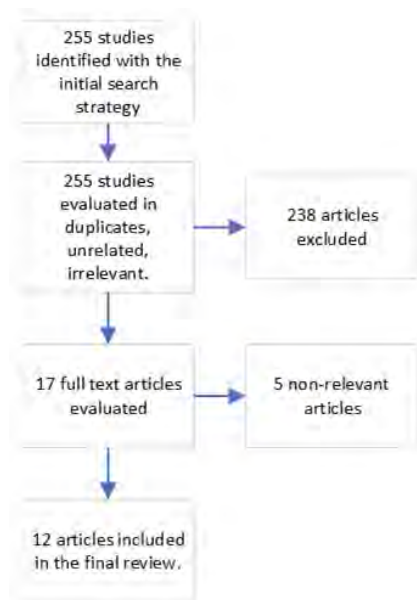 255 studies
identified with the
initial search
strategy
255 studies
evaluated in
duplicates,
unrelated,
irrelevant.
238 articles
excluded
17 full text articles
evaluated
5 non-relevant
articles
12 articles included
in the final review.